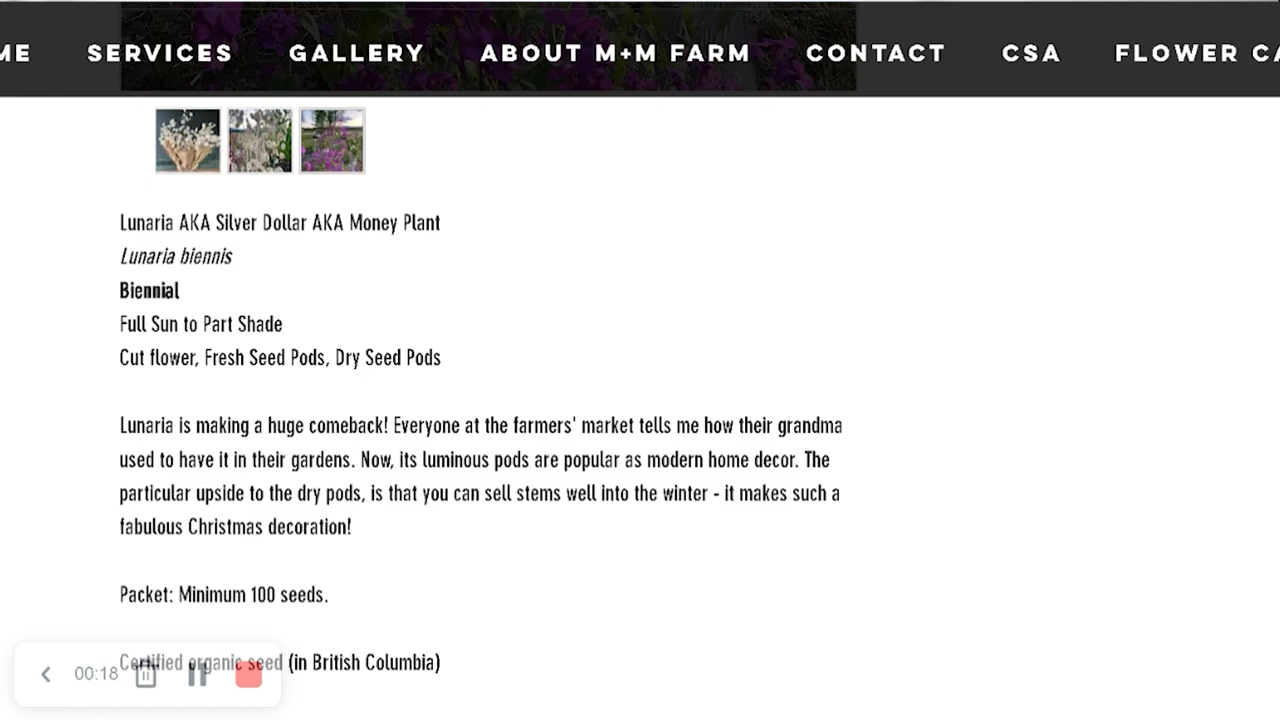 ME SERVICES GALLERY ABOUT M+M FARM CONTACT CSA FLOWER CA
Lunaria AKA Silver Dollar AKA Money Plant
Lunaria biennis
Biennial
Full Sun to Part Shade
Cut flower, Fresh Seed Pods, Dry Seed Pods
Lunaria is making a huge comeback! Everyone at the farmers' market tells me how their grandma
used to have it in their gardens. Now, its luminous pods are popular as modern home decor. The
particular upside to the dry pods, is that you can sell stems well into the winter - it makes such a
fabulous Christmas decoration!
Packet: Minimum 100 seeds.
Certified organic seed (in British Columbia)
00:18